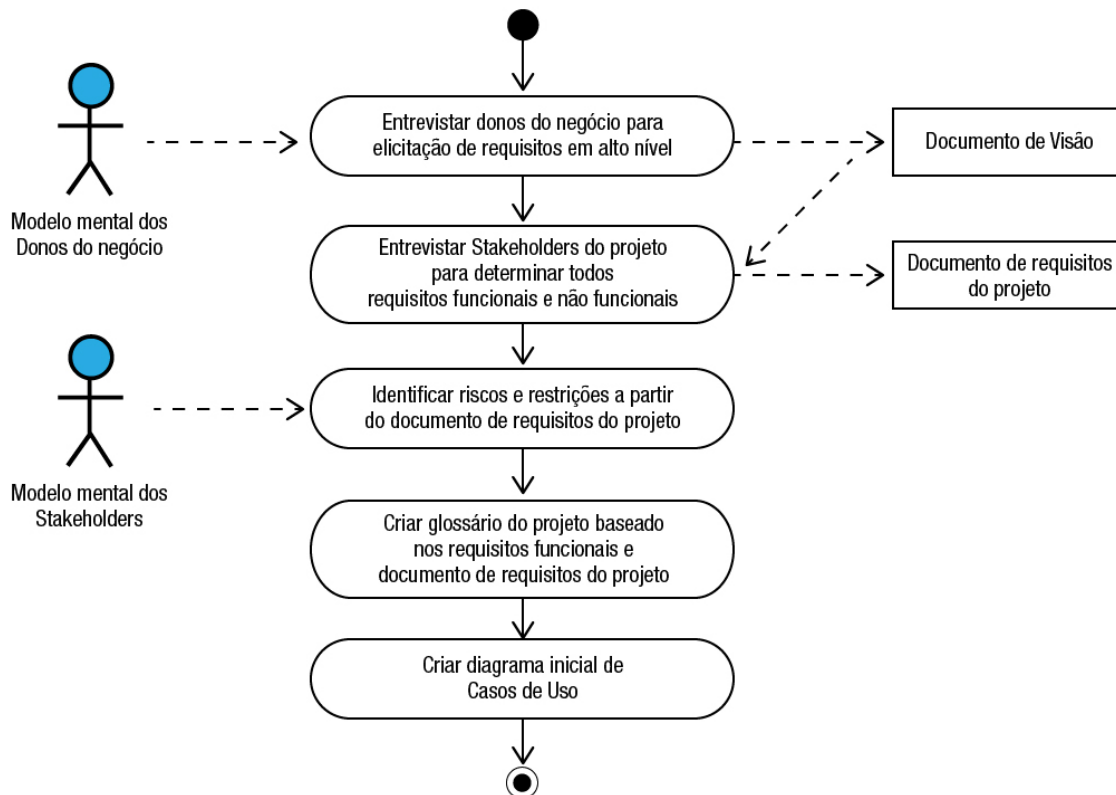 Entrevistar donos do negócio para
elicitação de requisitos em alto nível
Documento de Visão
Modelo mental dos
Donos do negócio
Entrevistar Stakeholders do projeto
para determinar todos
requisitos funcionais e não funcionais
Documento de requisitos
do projeto
Identificar riscos e restrições a partir
do documento de requisitos do projeto
Modelo mental dos
Stakeholders
Criar glossário do projeto baseado
nos requisitos funcionais e
documento de requisitos do projeto
Criar diagrama inicial de
Casos de Uso